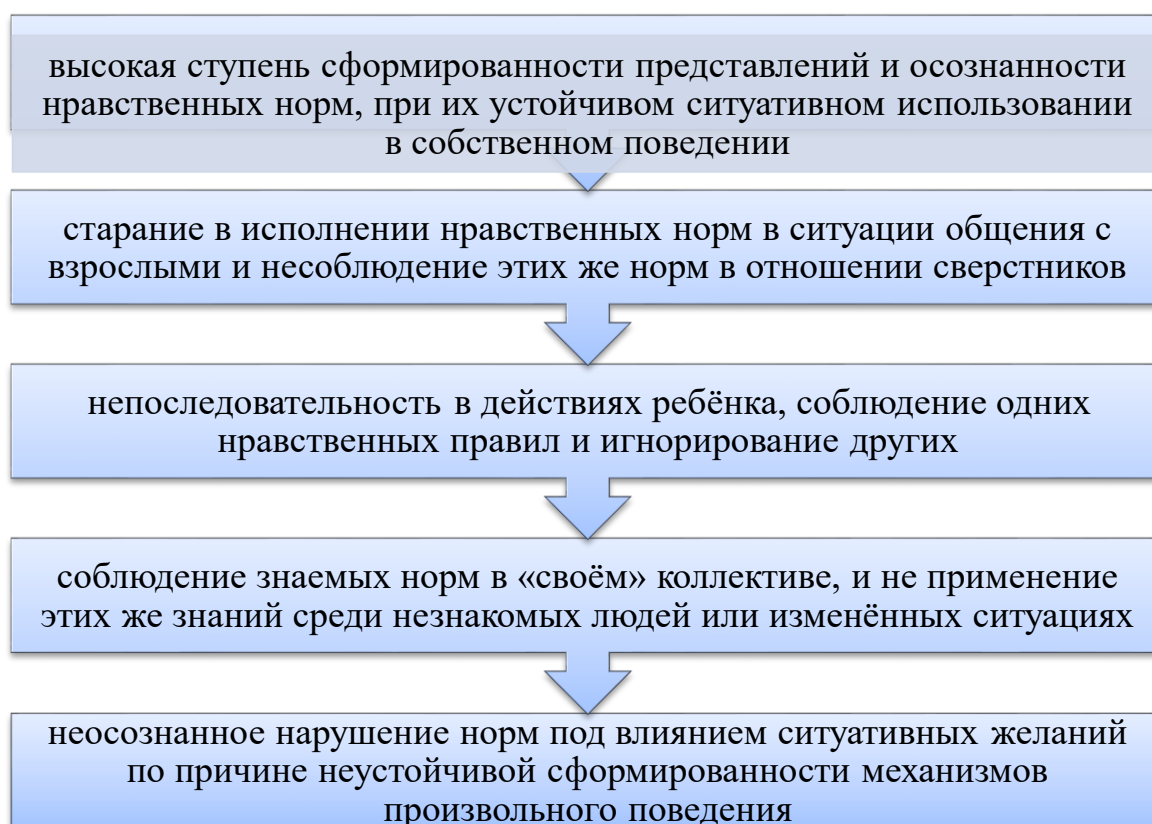 высокая ступень сформированности представлений и осознанности
нравственных норм, при их устойчивом ситуативном использовании
в собственном поведении
старание в исполнении нравственных норм в ситуации общения с
взрослыми и несоблюдение этих же норм в отношении сверстников
непоследовательность в действиях ребёнка, соблюдение одних
нравственных правил и игнорирование других
соблюдение знаемых норм в «своём» коллективе, и не применение
этих же знаний среди незнакомых людей или изменённых ситуациях
неосознанное нарушение норм под влиянием ситуативных желаний
по причине неустойчивой сформированности механизмов
произвольного поведения